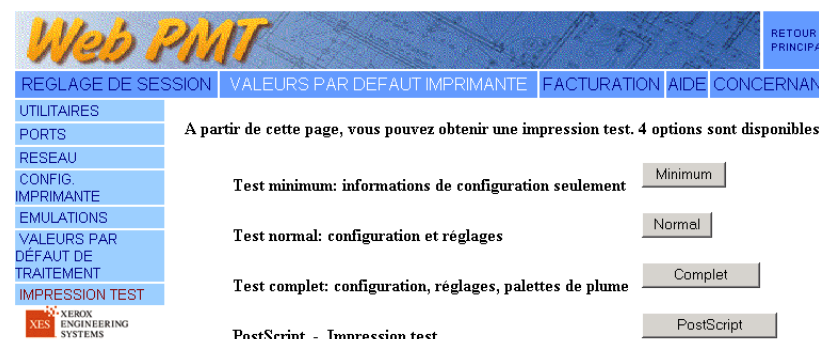 Web PMT
RETOUR
PRINCIPA
REGLAGE DE SESSION VALEURS PAR DEFAUT IMPRIMANTE FACTURATION AIDE CONCERNAN
UTILITAIRES
PORTS
RESEAU
CONFIG.
IMPRIMANTE
EMULATIONS
VALEURS PAR
DÉFAUT DE
TRAITEMENT
IMPRESSION TEST
XES XEROX
ENGINEERING
SYSTEMS
A partir de cette page, vous pouvez obtenir une impression test. 4 options sont disponibles
Test minimum: informations de configuration seulement Minimum
Test normal: configuration et réglages Normal
Test complet: configuration, réglages, palettes de plume Complet
PostScript - Impression test PostScript